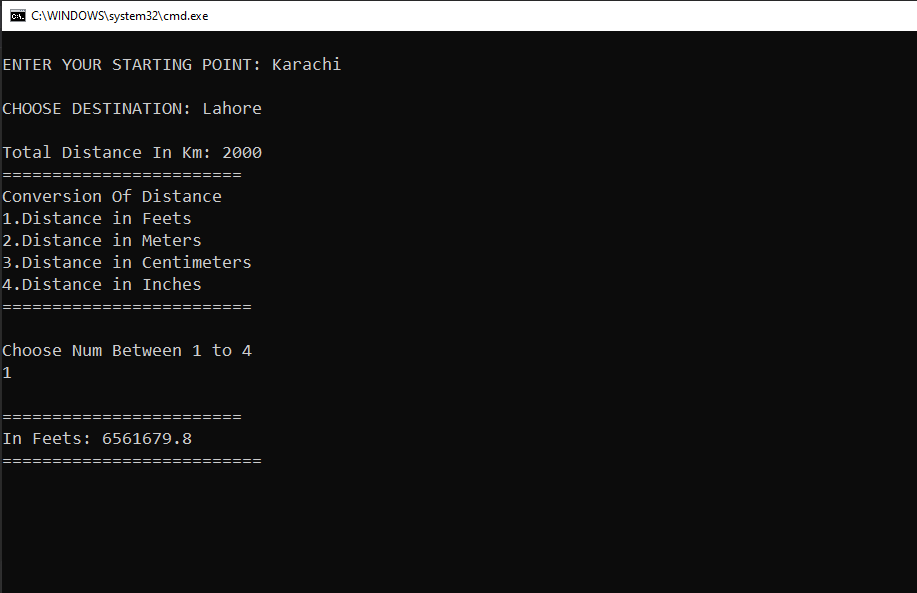 C:\WINDOWS\system32\cmd.exe
ENTER YOUR STARTING POINT: Karachi
CHOOSE DESTINATION: Lahore
Total Distance In Km: 2000
========================
Conversion Of Distance
1.Distance in Feets
2.Distance in Meters
3.Distance in Centimeters
4.Distance in Inches
=========================
Choose Num Between 1 to 4
1
========================
In Feets: 6561679.8
==========================